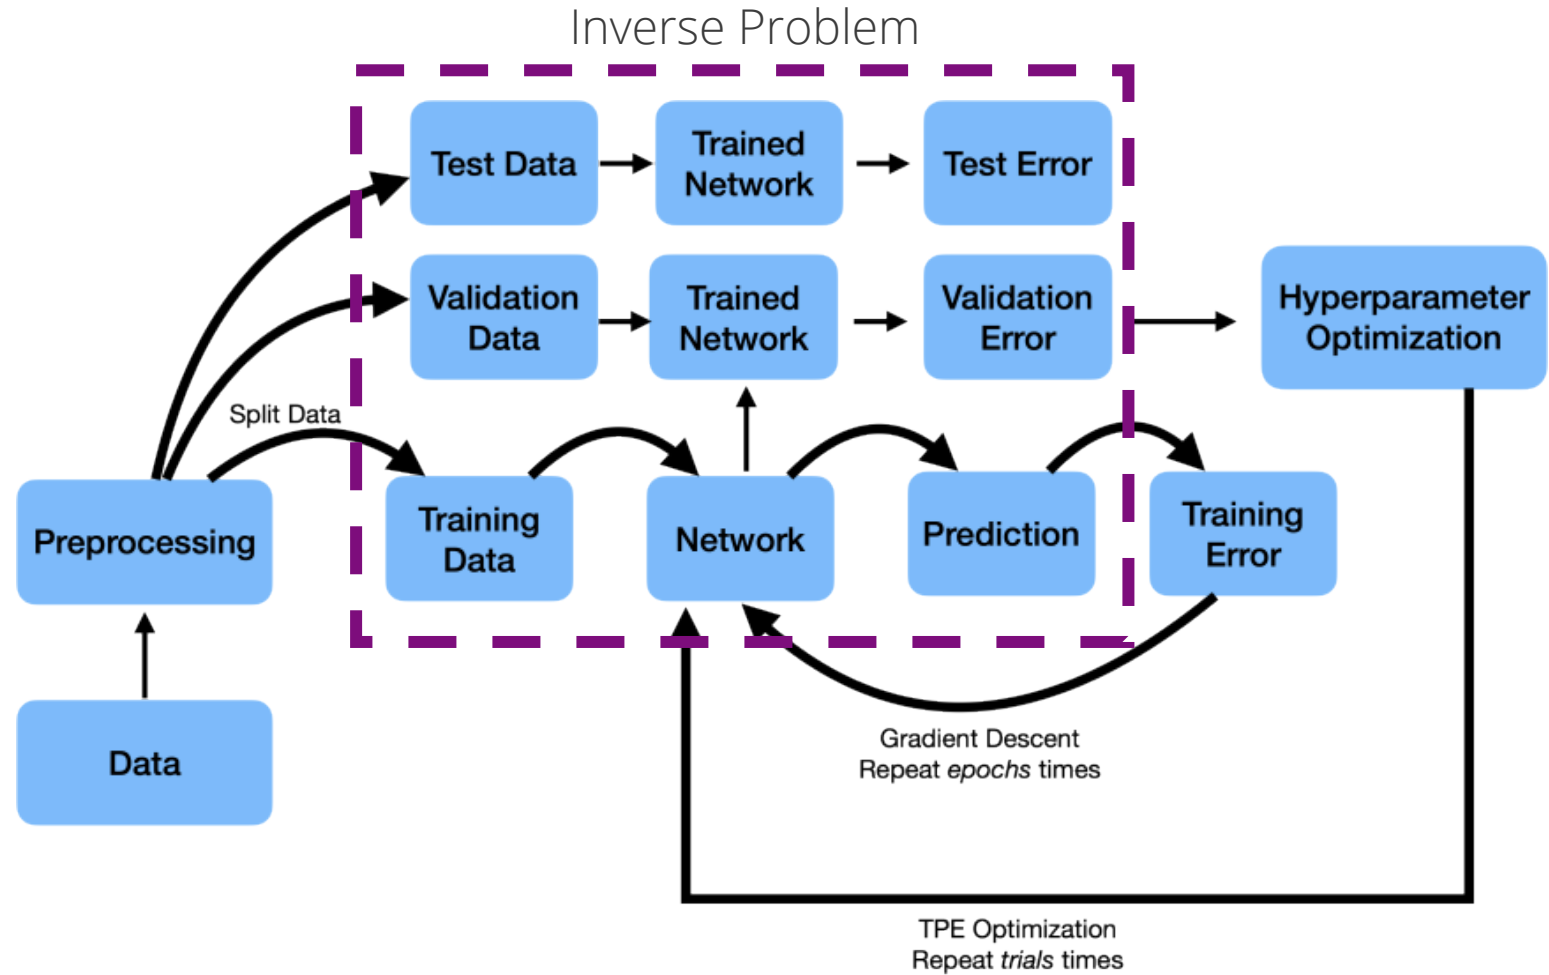 Inverse Problem
Test Data
Trained
Network
Test Error
Validation
Data
Trained
Network
Validation
Error
Hyperparameter
Optimization
Split Data
Preprocessing
Training
Data
Network
Prediction
Training
Error
Data
Gradient Descent
Repeat epochs times
TPE Optimization
Repeat trials times